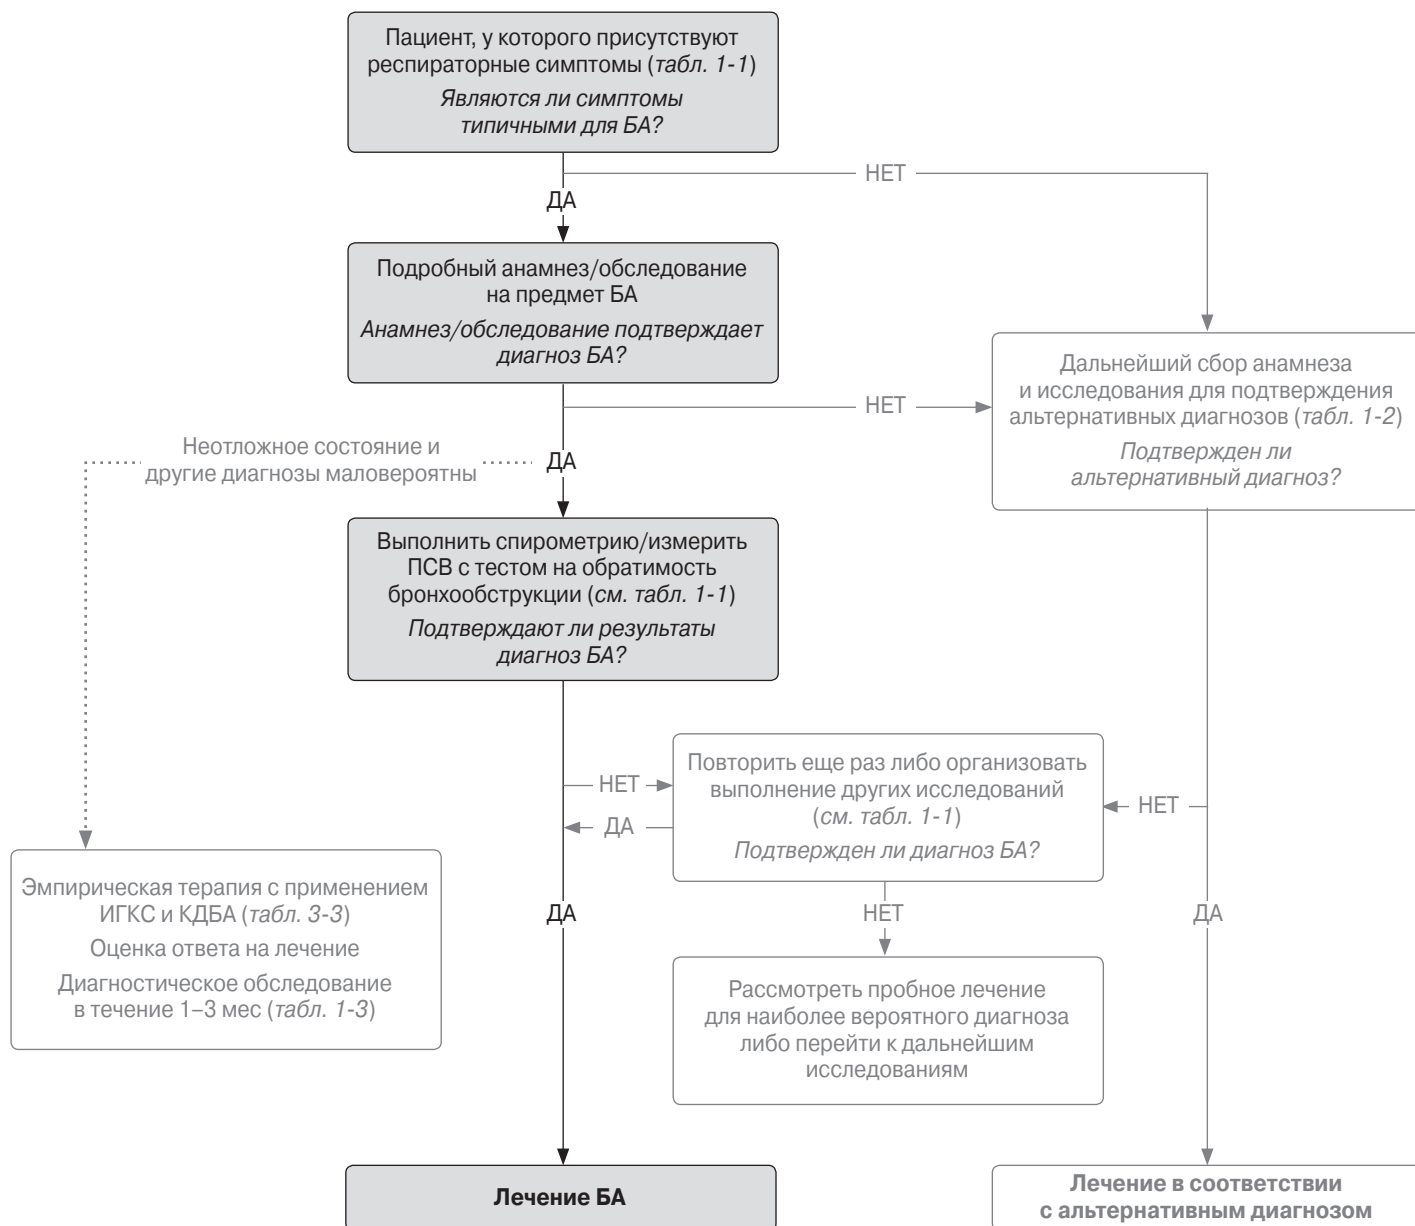 Пациент, у которого присутствуют
респираторные симптомы (табл. 1-1)
Являются ли симптомы
типичными для БА?
НЕТ
ДА
Подробный анамнез/обследование
на предмет БА
Анамнез/обследование подтверждает
диагноз БА?
Дальнейший сбор анамнеза
и исследования для подтверждения
альтернативных диагнозов (табл. 1-2)
Подтвержден ли
альтернативный диагноз?
НЕТ
Неотложное состояние и
другие диагнозы маловероятны
ДА
Выполнить спирометрию/измерить
ПСВ с тестом на обратимость
бронхообструкции (см. табл. 1-1)
Подтверждают ли результаты
диагноз БА?
НЕТ
ДА
Повторить еще раз либо организовать
выполнение других исследований
(см. табл. 1-1)
Подтвержден ли диагноз БА?
НЕТ
Эмпирическая терапия с применением
ИГКС и КДБА (табл. 3-3)
Оценка ответа на лечение
Диагностическое обследование
в течение 1–3 мес (табл. 1-3)
ДА
НЕТ
ДА
Рассмотреть пробное лечение
для наиболее вероятного диагноза
либо перейти к дальнейшим
исследованиям
Лечение БА
Лечение в соответствии
с альтернативным диагнозом